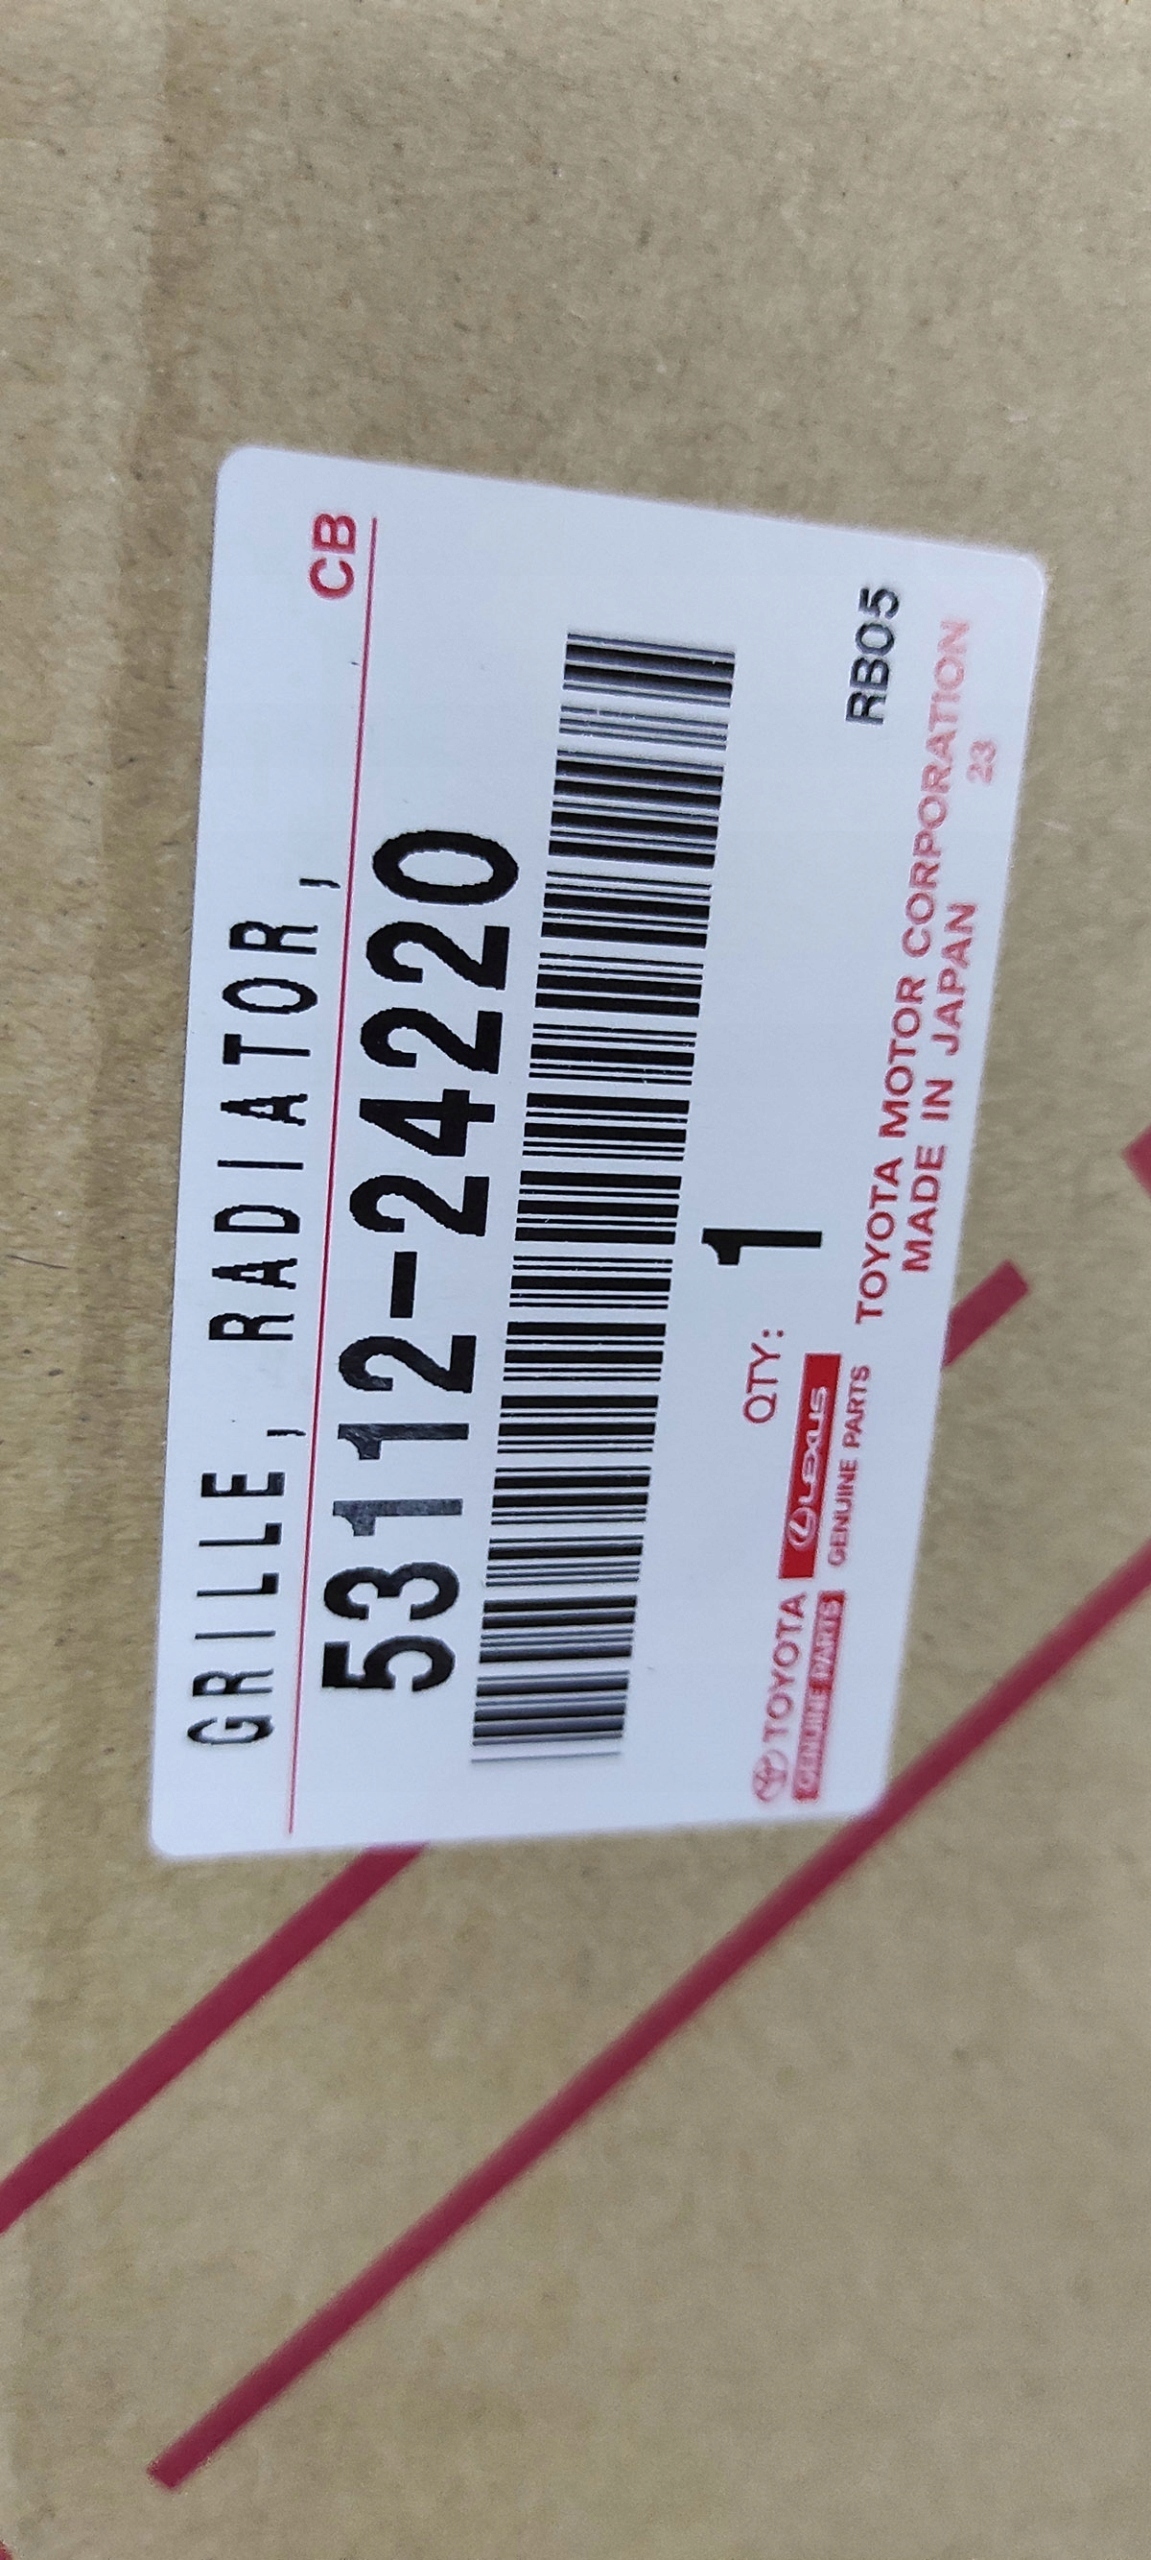 GRILLE, RADIATOR,
CB
53112-24220
QTY: 1
RB05
TOYOTA
GENUINE PARTS
LEXUS
GENUINE PARTS
TOYOTA MOTOR CORPORATION
MADE IN JAPAN
23